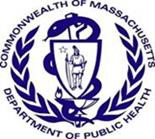 COMMONWEALTH OF MASSACHUSETTS
DEPARTMENT OF PUBLIC HEALTH